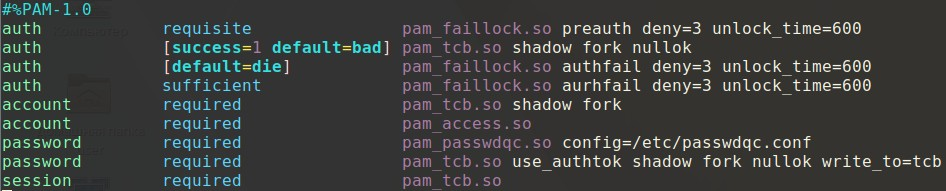 #%PAM-1.0
auth requisite pam_faillock.so preauth deny=3 unlock_time=600
auth [success=1 default=bad] pam_tcb.so shadow fork nullok
auth [default=die] pam_faillock.so authfail deny=3 unlock_time=600
auth sufficient pam_faillock.so aurhfail deny=3 unlock_time=600
account required pam_tcb.so shadow fork
account required pam_access.so
password required pam_passwdqc.so config=/etc/passwdqc.conf
password required pam_tcb.so use_authtok shadow fork nullok write_to=tcb
session required pam_tcb.so